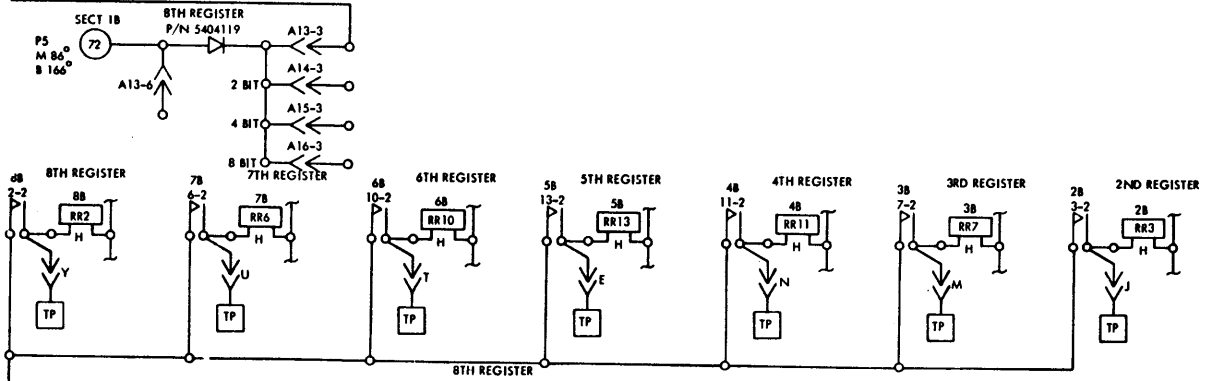 SECT 1B
8TH REGISTER
P/N 5404119
P5
M 86°
B 166°
72
A13-3
A13-6
2 BIT
A14-3
4 BIT
A15-3
8 BIT
A16-3
8B
2-2
8TH REGISTER
8B
RR2
H
Y
TP
7TH REGISTER
7B
6-2
7B
RR6
H
U
TP
6TH REGISTER
6B
10-2
6B
RR10
H
T
TP
5TH REGISTER
5B
13-2
5B
RR13
H
E
TP
4TH REGISTER
4B
11-2
4B
RR11
H
N
TP
3RD REGISTER
3B
7-2
3B
RR7
H
M
TP
2ND REGISTER
2B
3-2
2B
RR3
H
J
TP
8TH REGISTER